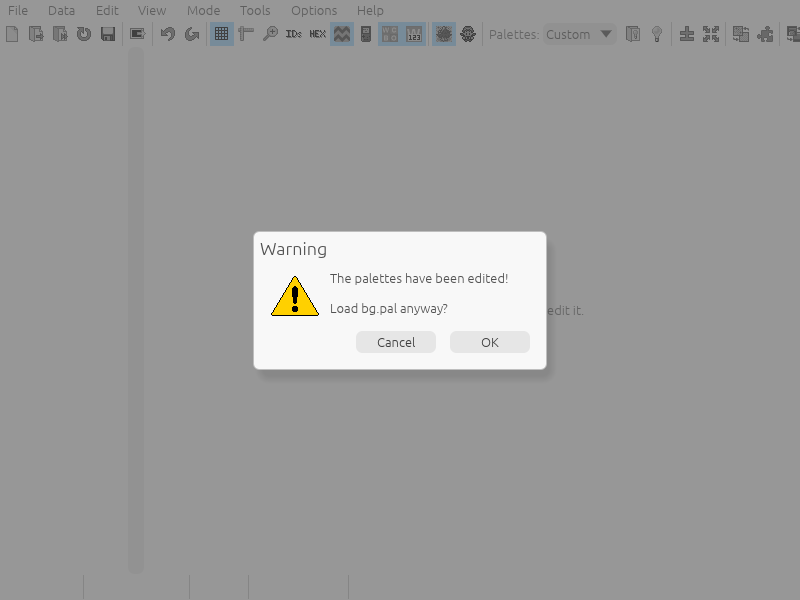 File Data Edit View Mode Tools Options Help
IDs HEX 123 Palettes: Custom
Warning
The palettes have been edited!
Load bg.pal anyway?
edit it.
Cancel OK